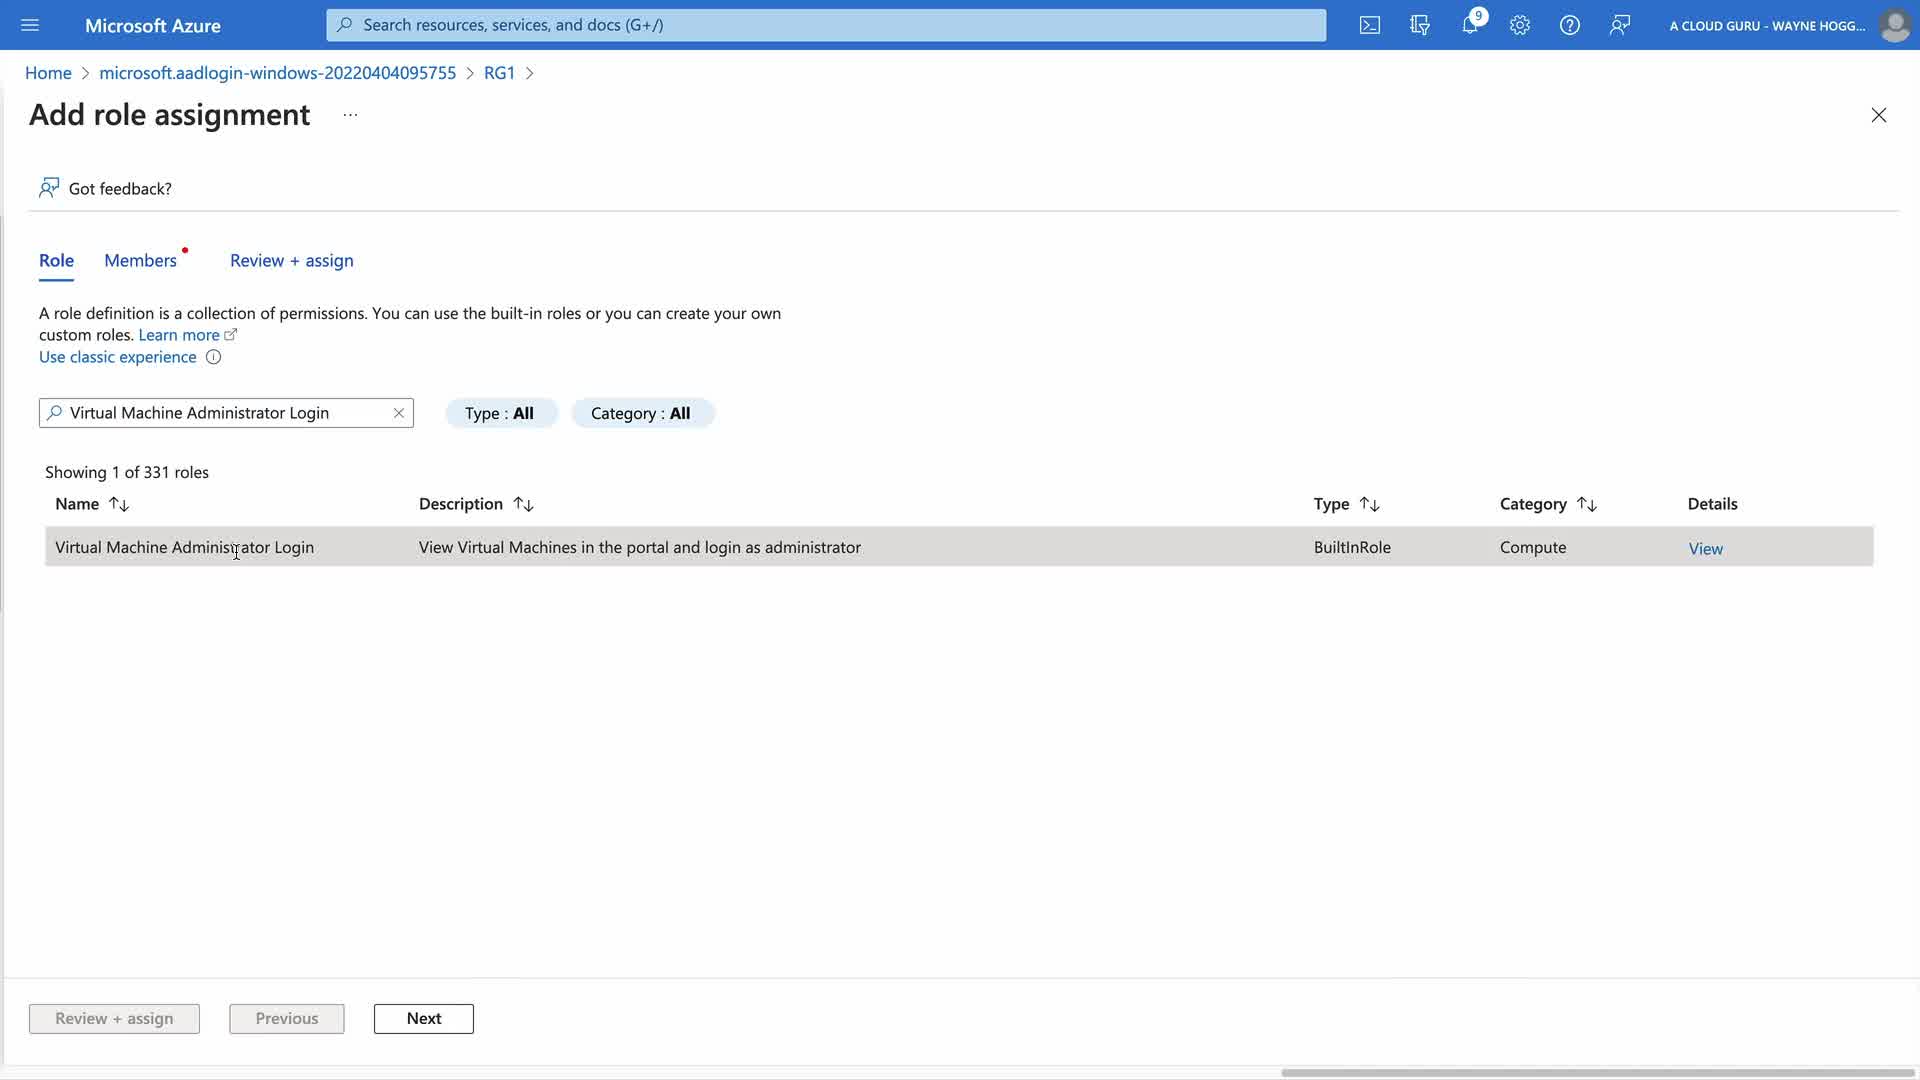 Microsoft Azure
Search resources, services, and docs (G+/)
9
A CLOUD GURU - WAYNE HOGG...
Home > microsoft.aadlogin-windows-20220404095755 > RG1 >
Add role assignment ...
Got feedback?
Role Members Review + assign
A role definition is a collection of permissions. You can use the built-in roles or you can create your own
custom roles. Learn more
Use classic experience
Virtual Machine Administrator Login
Type : All
Category : All
Showing 1 of 331 roles
Name Description Type Category Details
Virtual Machine Administrator Login View Virtual Machines in the portal and login as administrator BuiltInRole Compute View
Review + assign Previous Next